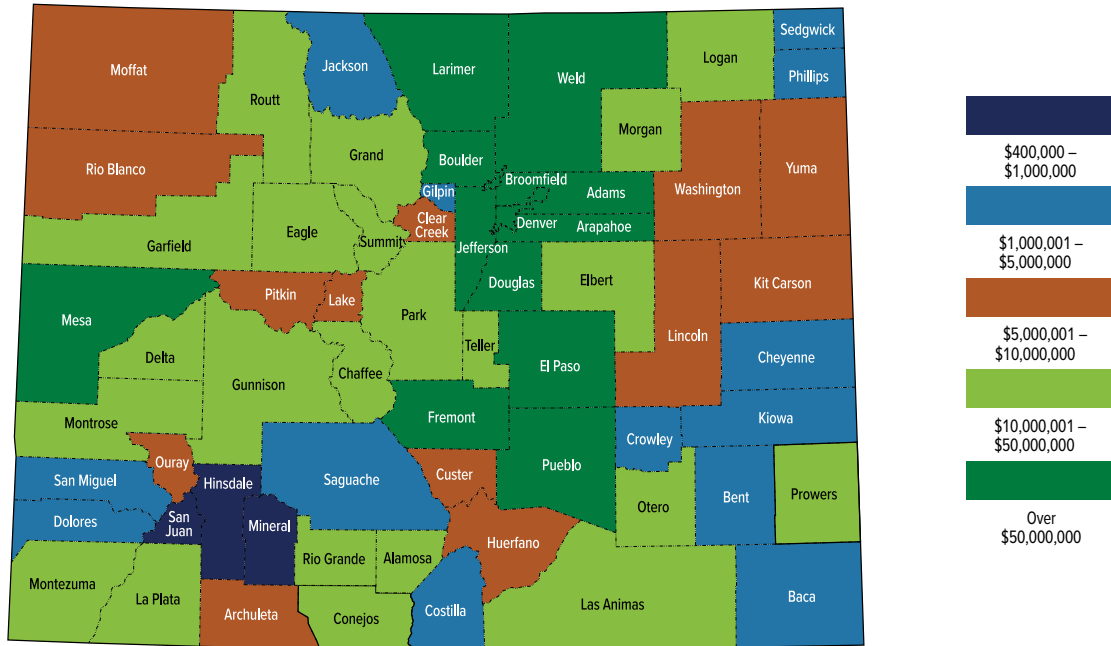 Sedgwick
Logan
Moffat
Jackson
Larimer
Weld
Phillips
Routt
Morgan
Grand
Boulder
Rio Blanco
Yuma
Broomfield
Gilpin
Adams
Washington
Clear
Creek
Denver
Arapahoe
Eagle
Summit
Garfield
Jefferson
Elbert
Douglas
Kit Carson
Pitkin
Lake
Park
Mesa
Lincoln
Teller
Delta
Cheyenne
El Paso
Chaffee
Gunnison
Fremont
Kiowa
Montrose
Crowley
Ouray
Pueblo
Custer
San Miguel
Saguache
Hinsdale
Prowers
Bent
Otero
Dolores
San
Juan
Mineral
Huerfano
Rio Grande
Alamosa
Montezuma
La Plata
Baca
Las Animas
Costilla
Archuleta
Conejos
$400,000 –
$1,000,000
$1,000,001 –
$5,000,000
$5,000,001 –
$10,000,000
$10,000,001 –
$50,000,000
Over
$50,000,000